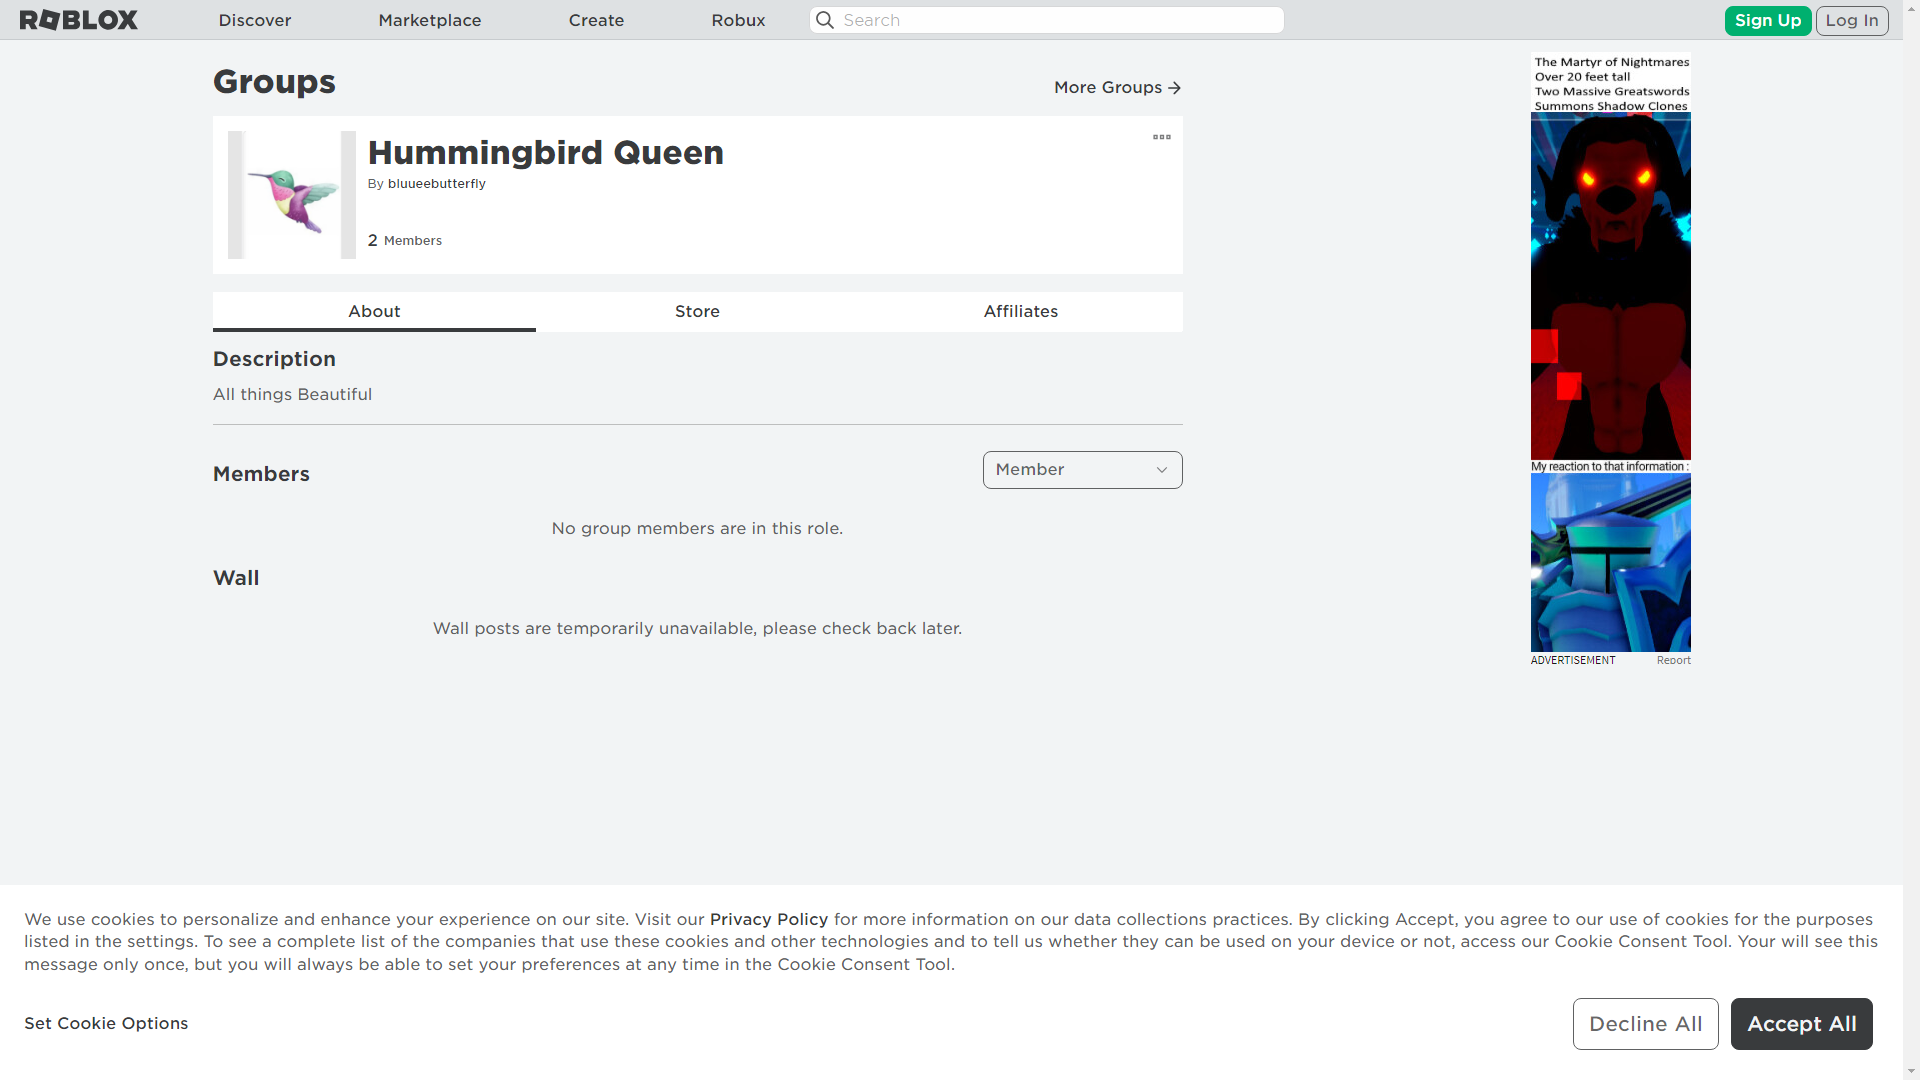 ROBLOX
Discover
Marketplace
Create
Robux
Search
Sign Up
Log In
Groups
More Groups
Hummingbird Queen
By bluueebutterfly
2 Members
About
Store
Affiliates
Description
All things Beautiful
Members
Member
No group members are in this role.
Wall
Wall posts are temporarily unavailable, please check back later.
The Martyr of Nightmares
Over 20 feet tall
Two Massive Greatswords
Summons Shadow Clones
My reaction to that information :
ADVERTISEMENT
Report
We use cookies to personalize and enhance your experience on our site. Visit our Privacy Policy for more information on our data collections practices. By clicking Accept, you agree to our use of cookies for the purposes
listed in the settings. To see a complete list of the companies that use these cookies and other technologies and to tell us whether they can be used on your device or not, access our Cookie Consent Tool. Your will see this
message only once, but you will always be able to set your preferences at any time in the Cookie Consent Tool.
Set Cookie Options
Decline All
Accept All